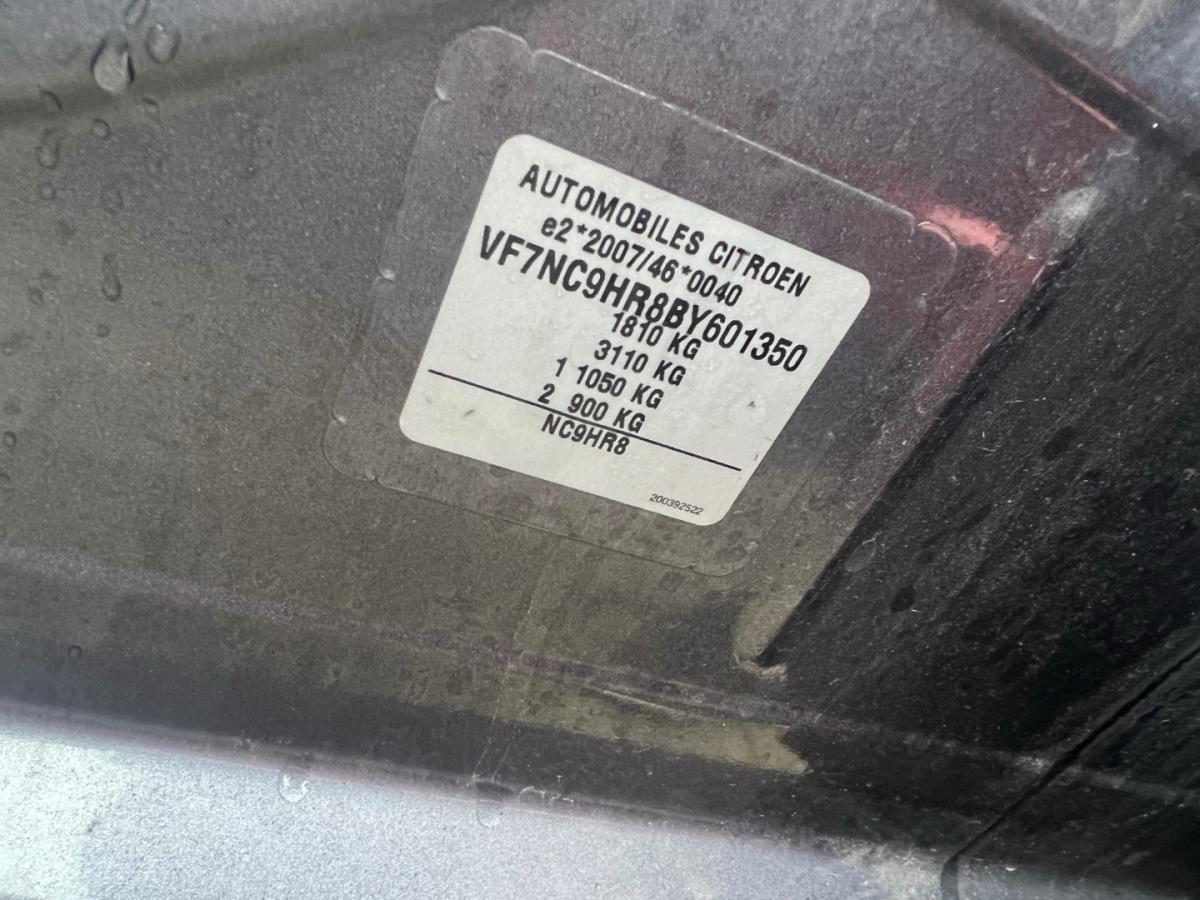 AUTOMOBILES CITROEN
e2*2007/46*0040
VF7NC9HR8BY601350
1810 KG
3110 KG
1 1050 KG
2 900 KG
NC9HR8
200392522